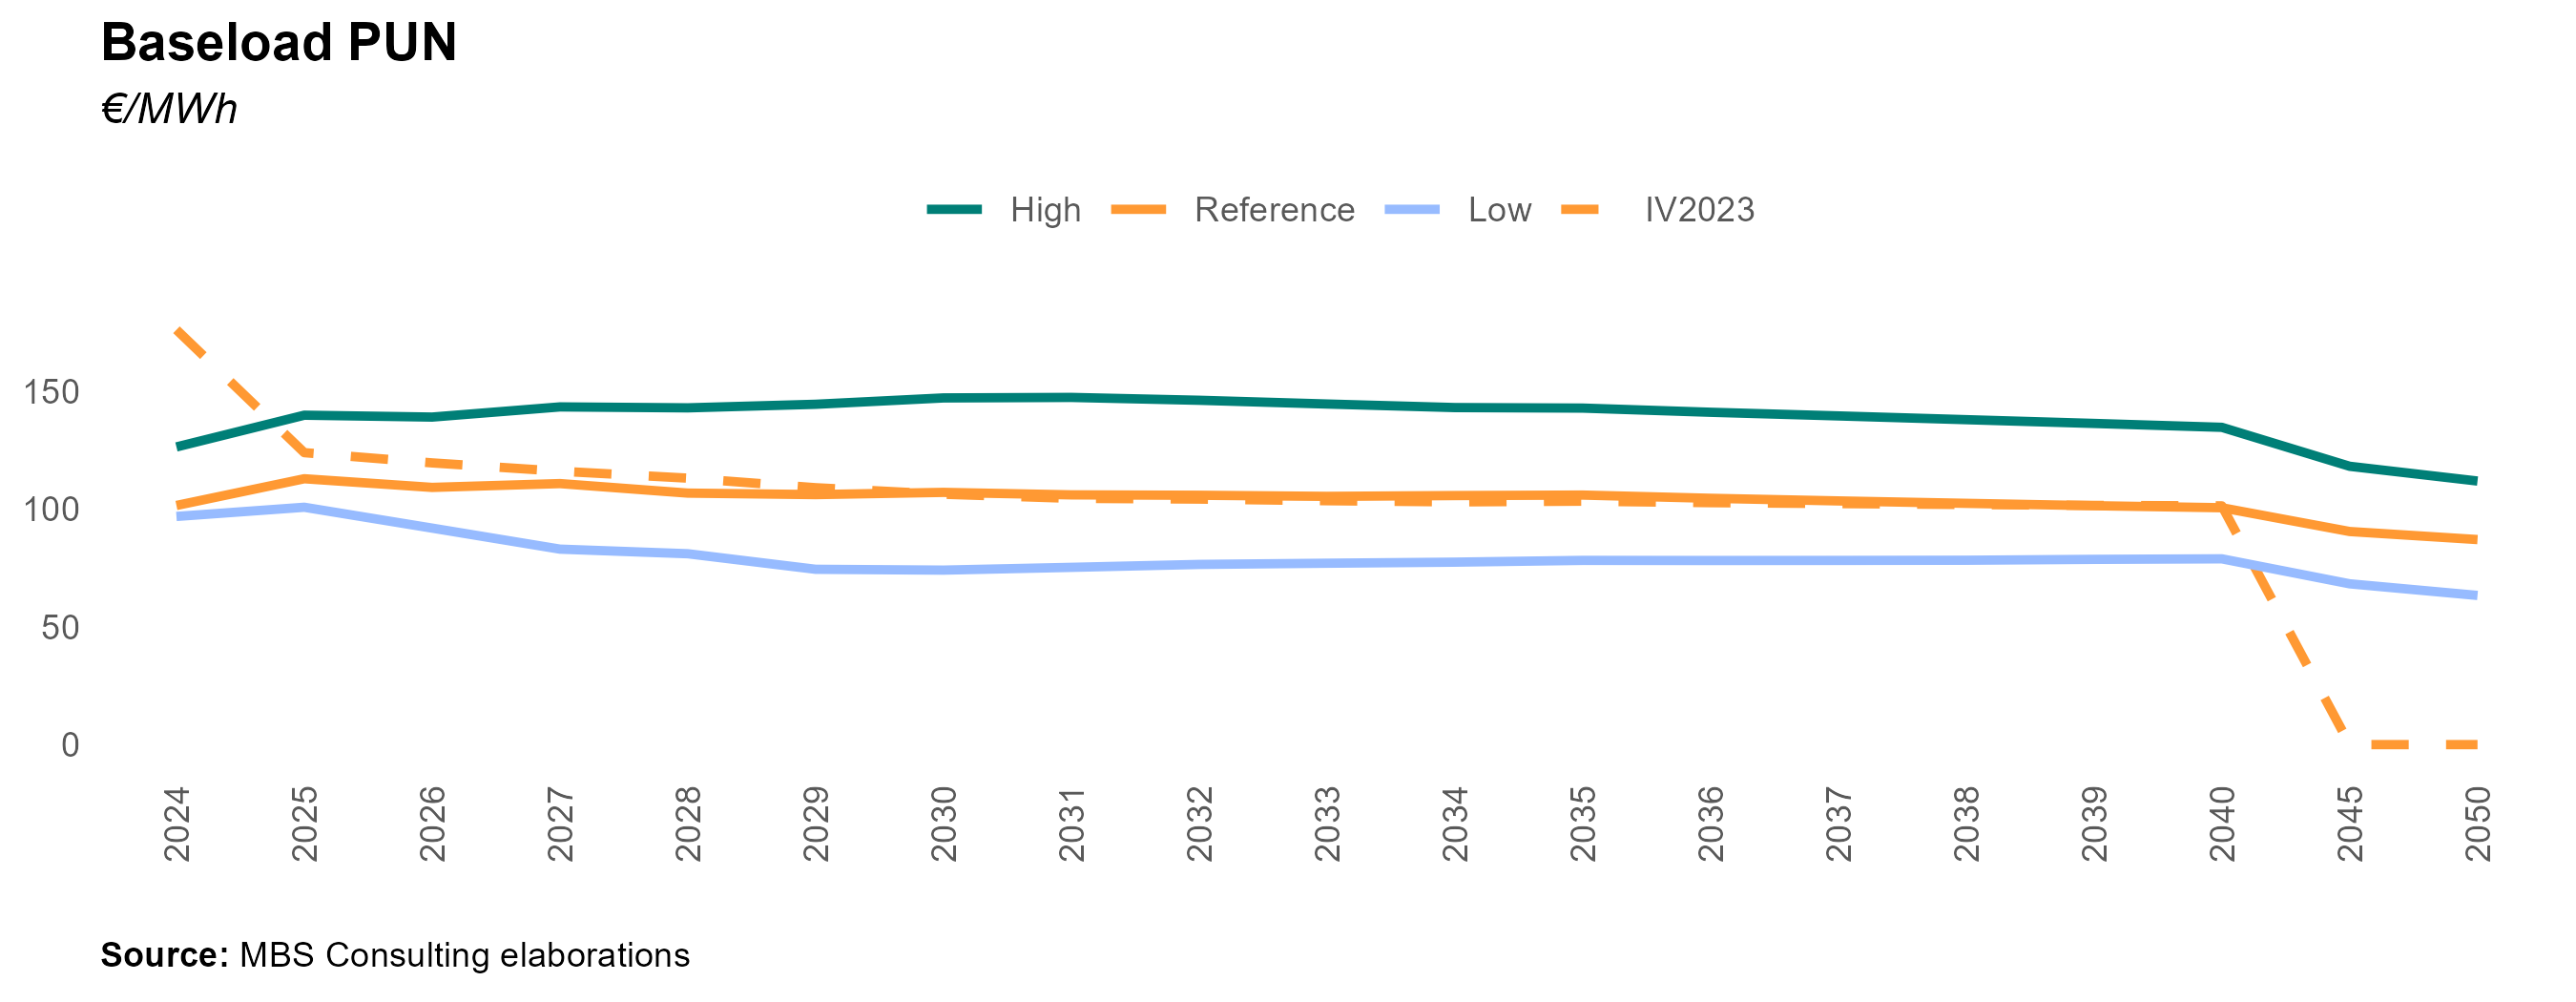 Baseload PUN
€/MWh
High Reference Low IV2023
150
100
50
0
2024 2025 2026 2027 2028 2029 2030 2031 2032 2033 2034 2035 2036 2037 2038 2039 2040 2045 2050
Source: MBS Consulting elaborations